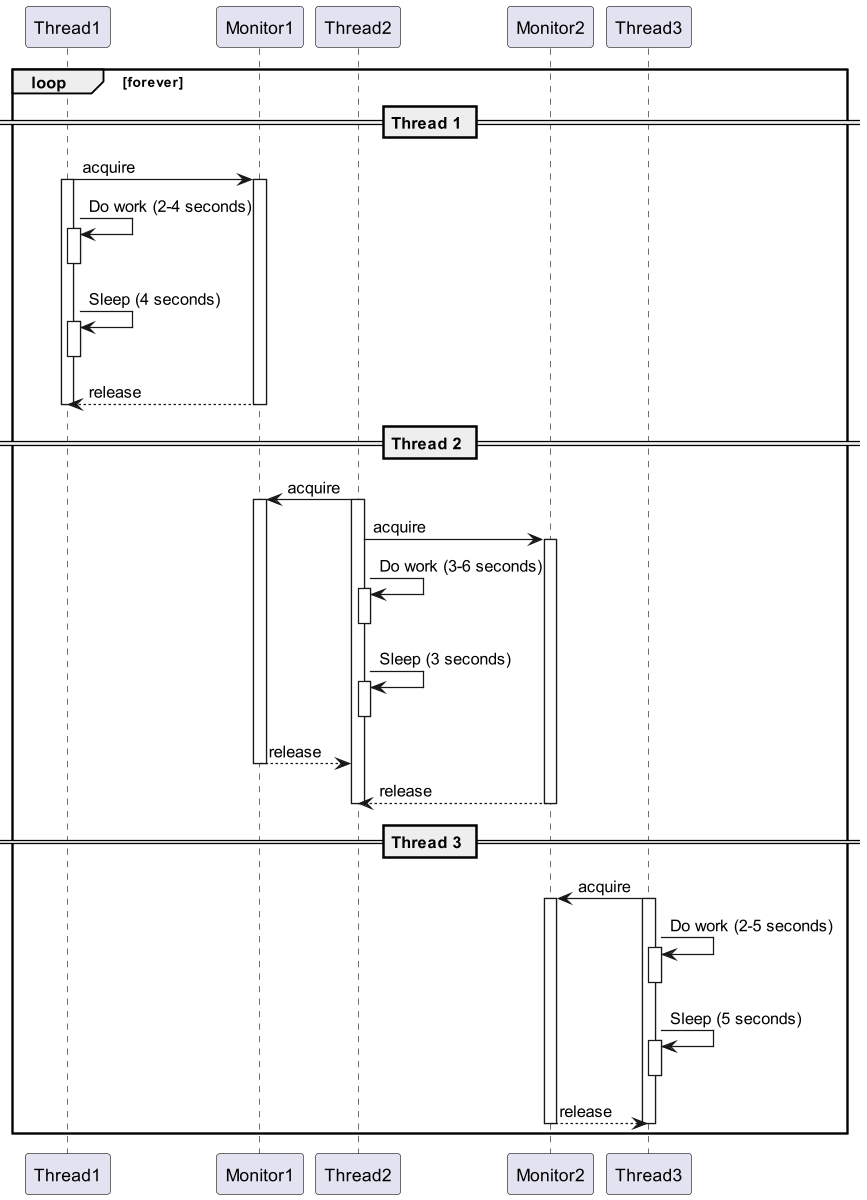 Thread1 Monitor1 Thread2 Monitor2 Thread3
loop [forever]
Thread 1
acquire
Do work (2-4 seconds)
Sleep (4 seconds)
release
Thread 2
acquire
acquire
Do work (3-6 seconds)
Sleep (3 seconds)
release
release
Thread 3
acquire
Do work (2-5 seconds)
Sleep (5 seconds)
release
Thread1 Monitor1 Thread2 Monitor2 Thread3